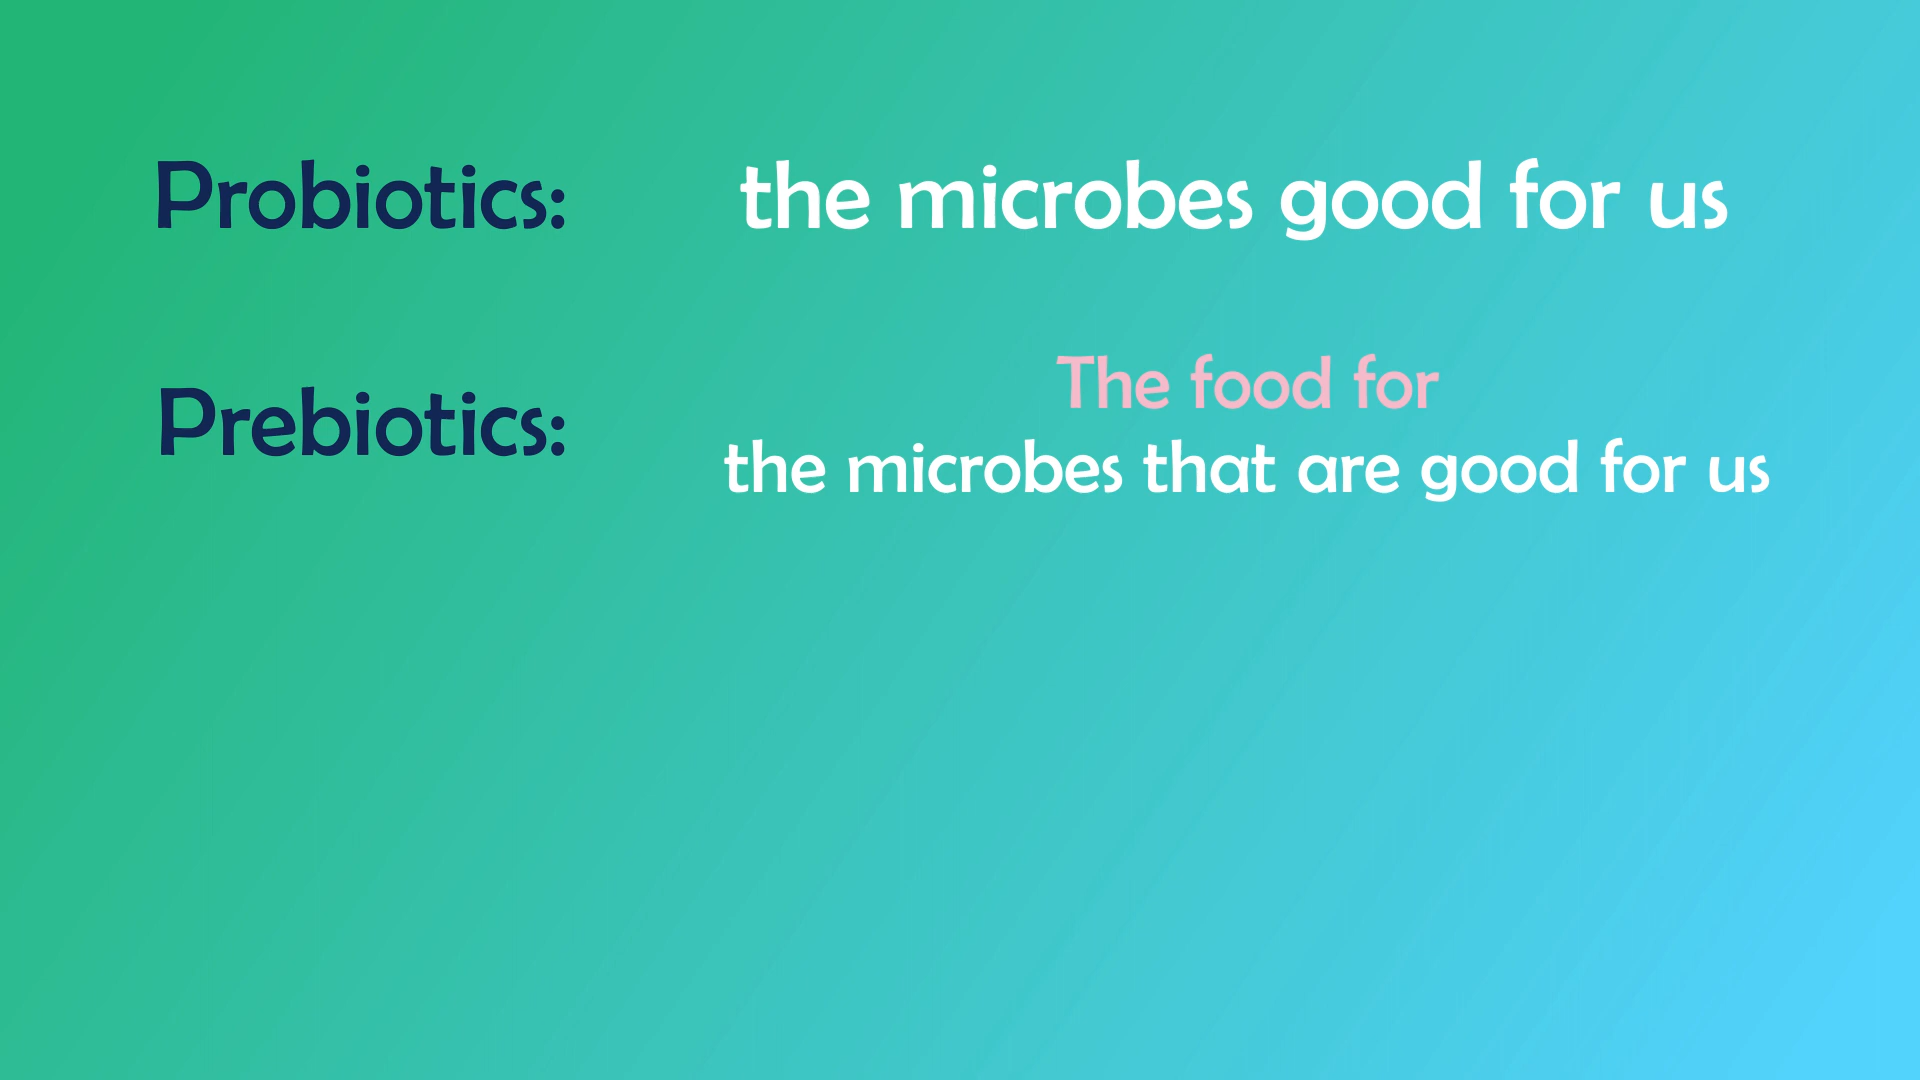 Probiotics: the microbes good for us
Prebiotics: The food for
the microbes that are good for us